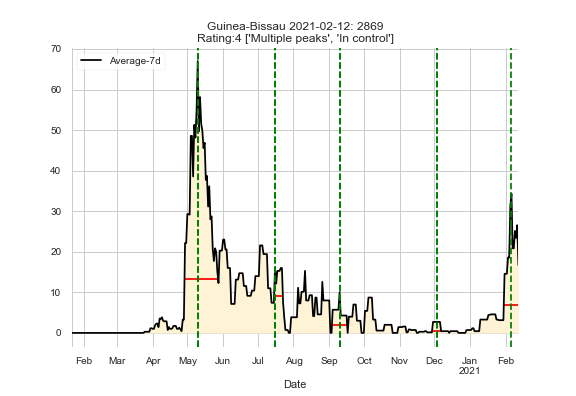 Guinea-Bissau 2021-02-12: 2869
Rating:4 ['Multiple peaks', 'In control']
Average-7d
70
60
50
40
30
20
10
0
Feb Mar Apr May Jun Jul Aug Sep Oct Nov Dec Jan Feb
2021
Date